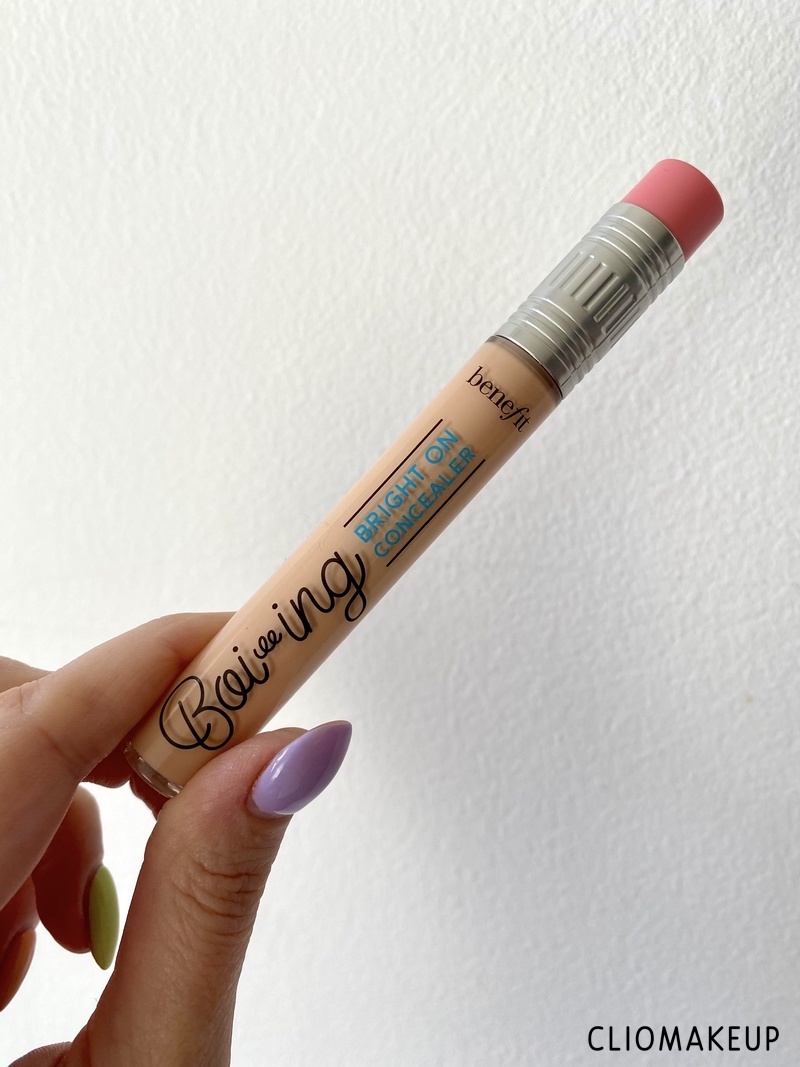 benefit
BRIGHT ON
CONCEALER
Boi-ing
CLIOMAKEUP